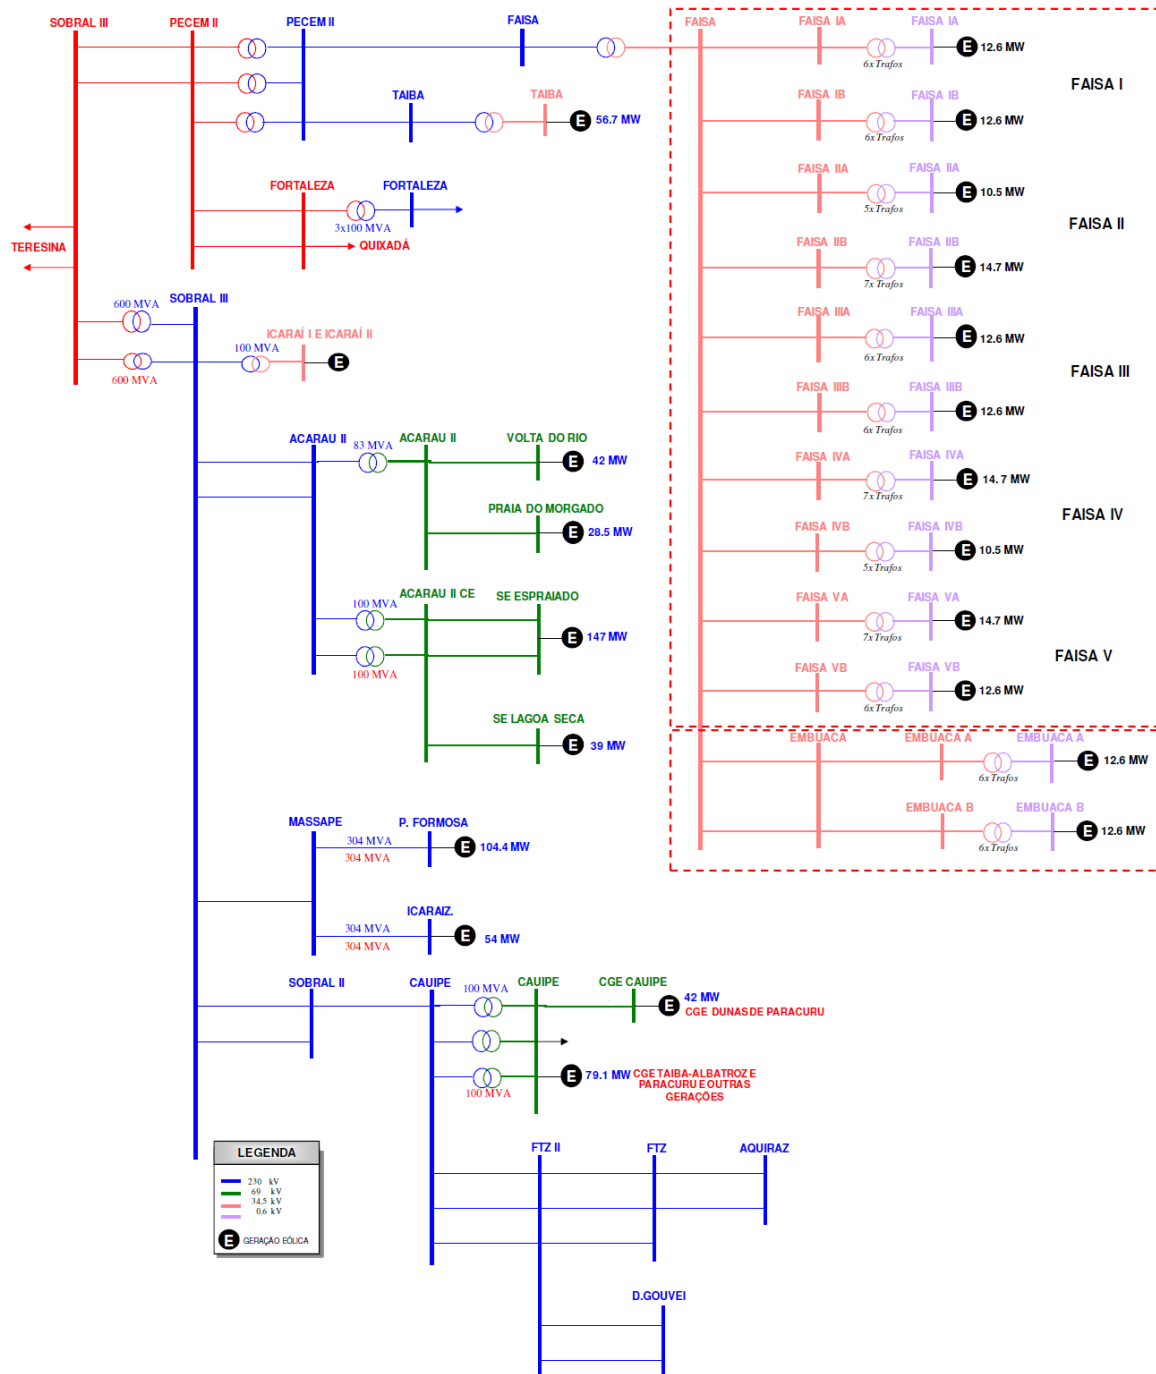 SOBRAL III
PECEM II
PECEM II
FAISA
FAISA
FAISA IA
FAISA IA
E
12.6 MW
6x Trafos
FAISA I
TAIBA
TAIBA
E
56.7 MW
FAISA IB
FAISA IB
E
12.6 MW
6x Trafos
FORTALEZA
FORTALEZA
3x100 MVA
QUIXADÁ
TERESINA
FAISA IIA
FAISA IIA
E
10.5 MW
5x Trafos
FAISA II
FAISA IIB
FAISA IIB
E
14.7 MW
7x Trafos
SOBRAL III
600 MVA
600 MVA
ICARAÍ I E ICARAÍ II
100 MVA
E
FAISA IIIA
FAISA IIIA
E
12.6 MW
6x Trafos
FAISA III
FAISA IIIB
FAISA IIIB
E
12.6 MW
6x Trafos
ACARAU II
83 MVA
ACARAU II
VOLTA DO RIO
E
42 MW
PRAIA DO MORGADO
E
28.5 MW
FAISA IVA
FAISA IVA
E
14.7 MW
7x Trafos
FAISA IV
FAISA IVB
FAISA IVB
E
10.5 MW
5x Trafos
ACARAU II CE
SE ESPRAIADO
100 MVA
E
147 MW
100 MVA
FAISA VA
FAISA VA
E
14.7 MW
7x Trafos
FAISA V
FAISA VB
FAISA VB
E
12.6 MW
6x Trafos
SE LAGOA SECA
E
39 MW
EMBUACA
EMBUACA A
EMBUACA A
E
12.6 MW
6x Trafos
EMBUACA B
EMBUACA B
E
12.6 MW
6x Trafos
MASSAPE
P. FORMOSA
304 MVA
304 MVA
E
104.4 MW
ICARAIZ.
304 MVA
304 MVA
E
54 MW
SOBRAL II
CAUIPE
100 MVA
CAUIPE
CGE CAUIPE
E
42 MW
CGE DUNAS DE PARACURU
100 MVA
E
79.1 MW
CGE TAIBA-ALBATROZ E
PARACURU E OUTRAS
GERAÇÕES
FTZ II
FTZ
AQUIRAZ
D.GOUVEI
LEGENDA
230 kV
69 kV
34,5 kV
0.6 kV
E
GERAÇÃO EÓLICA